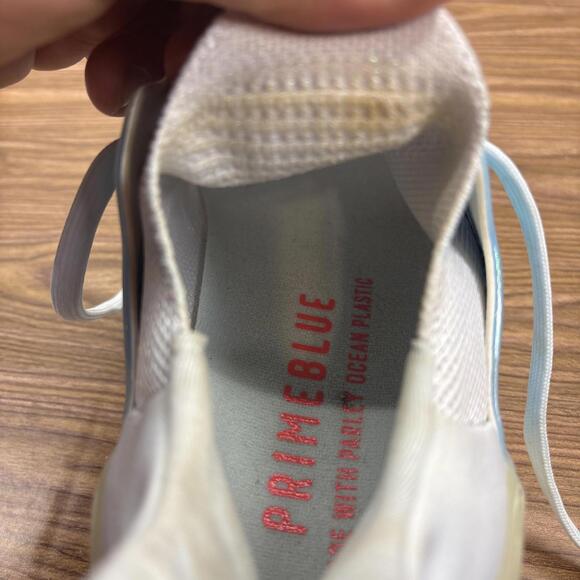 PRIMEBLUE
WITH PARLEY OCEAN PLASTIC